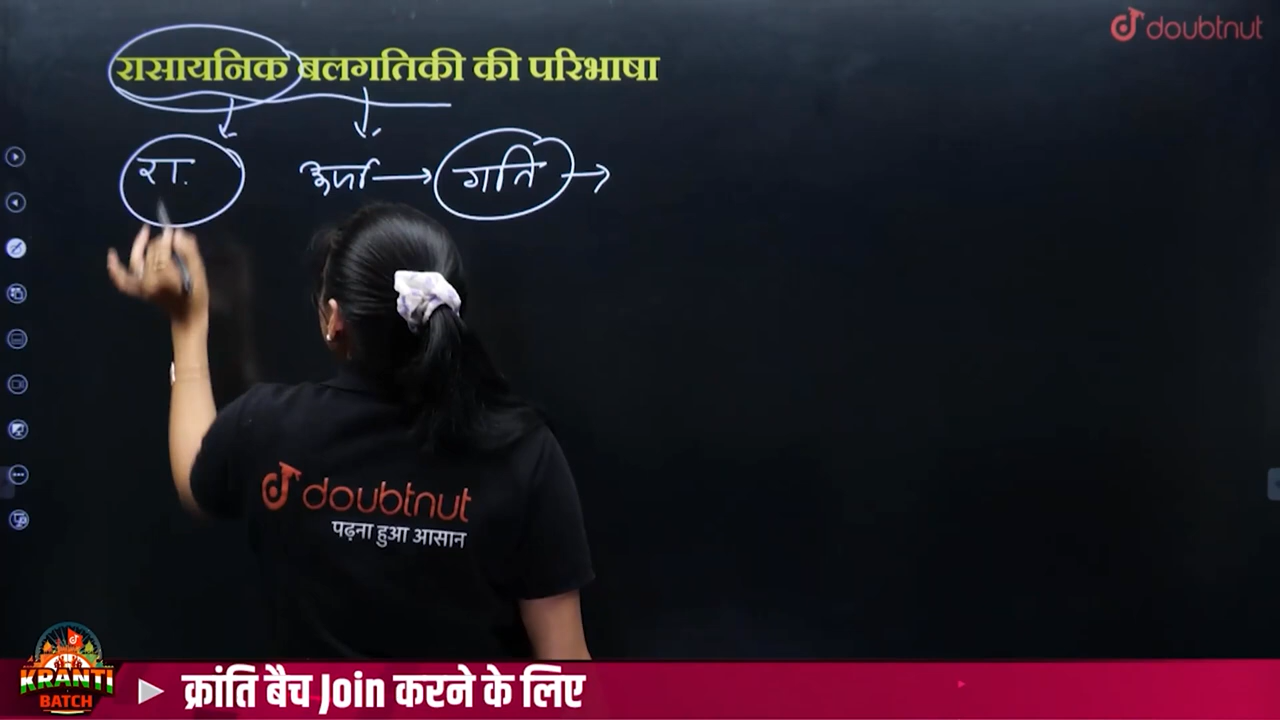 doubtnut
रासायनिक बलगतिकी की परिभाषा
रा. ऊर्जा → गति →
doubtnut
पढ़ना हुआ आसान
KRANTI
BATCH
क्रांति बैच Join करने के लिए